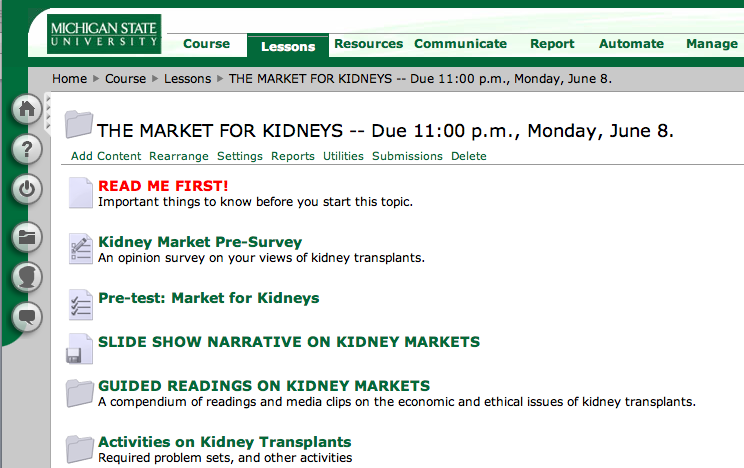 MICHIGAN STATE
UNIVERSITY
Course Lessons Resources Communicate Report Automate Manage
Home Course Lessons THE MARKET FOR KIDNEYS -- Due 11:00 p.m., Monday, June 8.
?
THE MARKET FOR KIDNEYS -- Due 11:00 p.m., Monday, June 8.
Add Content Rearrange Settings Reports Utilities Submissions Delete
READ ME FIRST!
Important things to know before you start this topic.
Kidney Market Pre-Survey
An opinion survey on your views of kidney transplants.
Pre-test: Market for Kidneys
SLIDE SHOW NARRATIVE ON KIDNEY MARKETS
GUIDED READINGS ON KIDNEY MARKETS
A compendium of readings and media clips on the economic and ethical issues of kidney transplants.
Activities on Kidney Transplants
Required problem sets, and other activities